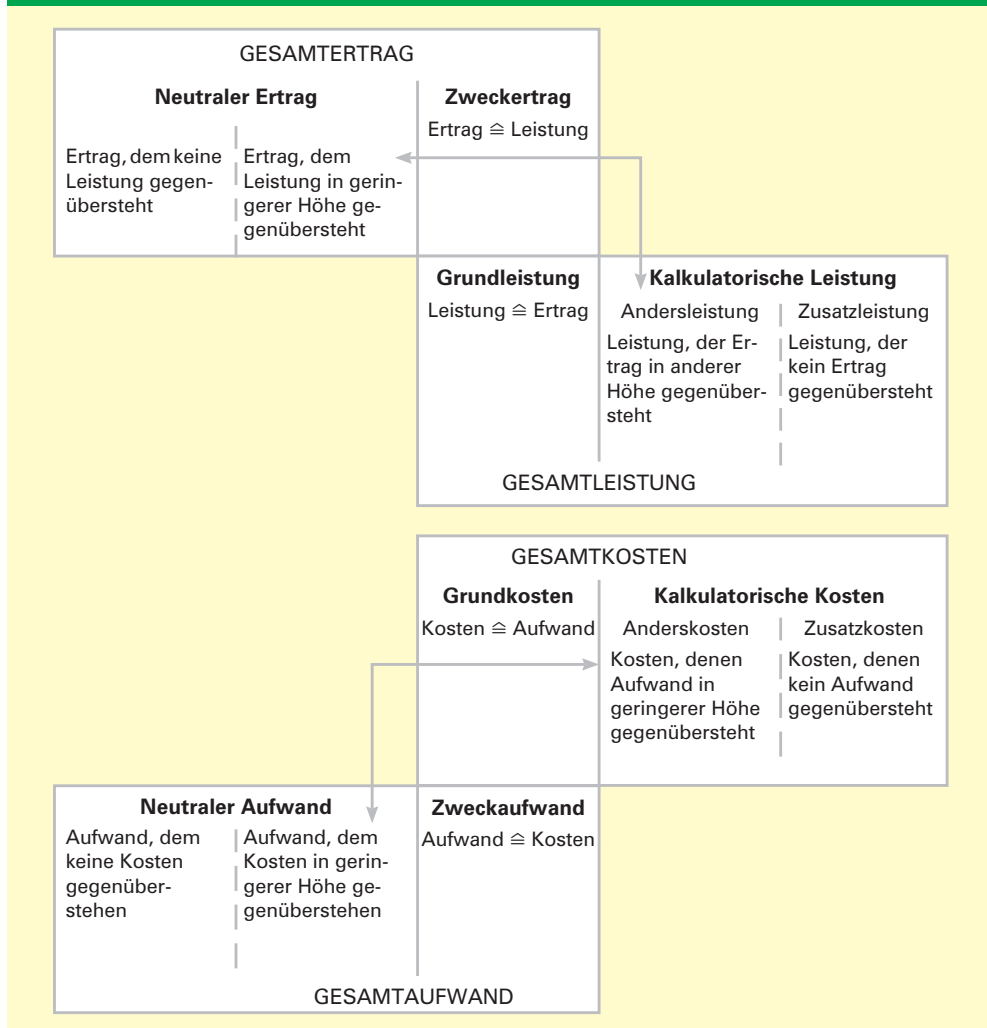 GESAMTERTRAG
Neutraler Ertrag
Ertrag, dem keine
Leistung gegen-
übersteht
Ertrag, dem
Leistung in gerin-
gerer Höhe ge-
genübersteht
Zweckertrag
Ertrag ≙ Leistung
Grundleistung
Leistung ≙ Ertrag
Kalkulatorische Leistung
Andersleistung
Leistung, der Er-
trag in anderer
Höhe gegenüber-
steht
Zusatzleistung
Leistung, der
kein Ertrag
gegenübersteht
GESAMTLEISTUNG
GESAMTKOSTEN
Grundkosten
Kosten ≙ Aufwand
Kalkulatorische Kosten
Anderskosten
Kosten, denen
Aufwand in
geringerer Höhe
gegenübersteht
Zusatzkosten
Kosten, denen
kein Aufwand
gegenübersteht
Neutraler Aufwand
Aufwand, dem
keine Kosten
gegenüber-
stehen
Aufwand, dem
Kosten in gerin-
gerer Höhe ge-
genüberstehen
Zweckaufwand
Aufwand ≙ Kosten
GESAMTAUFWAND